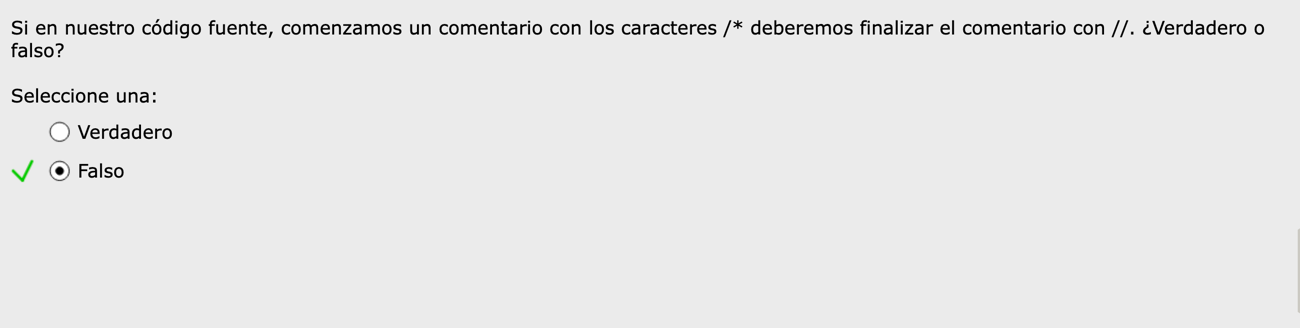 Si en nuestro código fuente, comenzamos un comentario con los caracteres /* deberemos finalizar el comentario con //. ¿Verdadero o
falso?
Seleccione una:
Verdadero
Falso